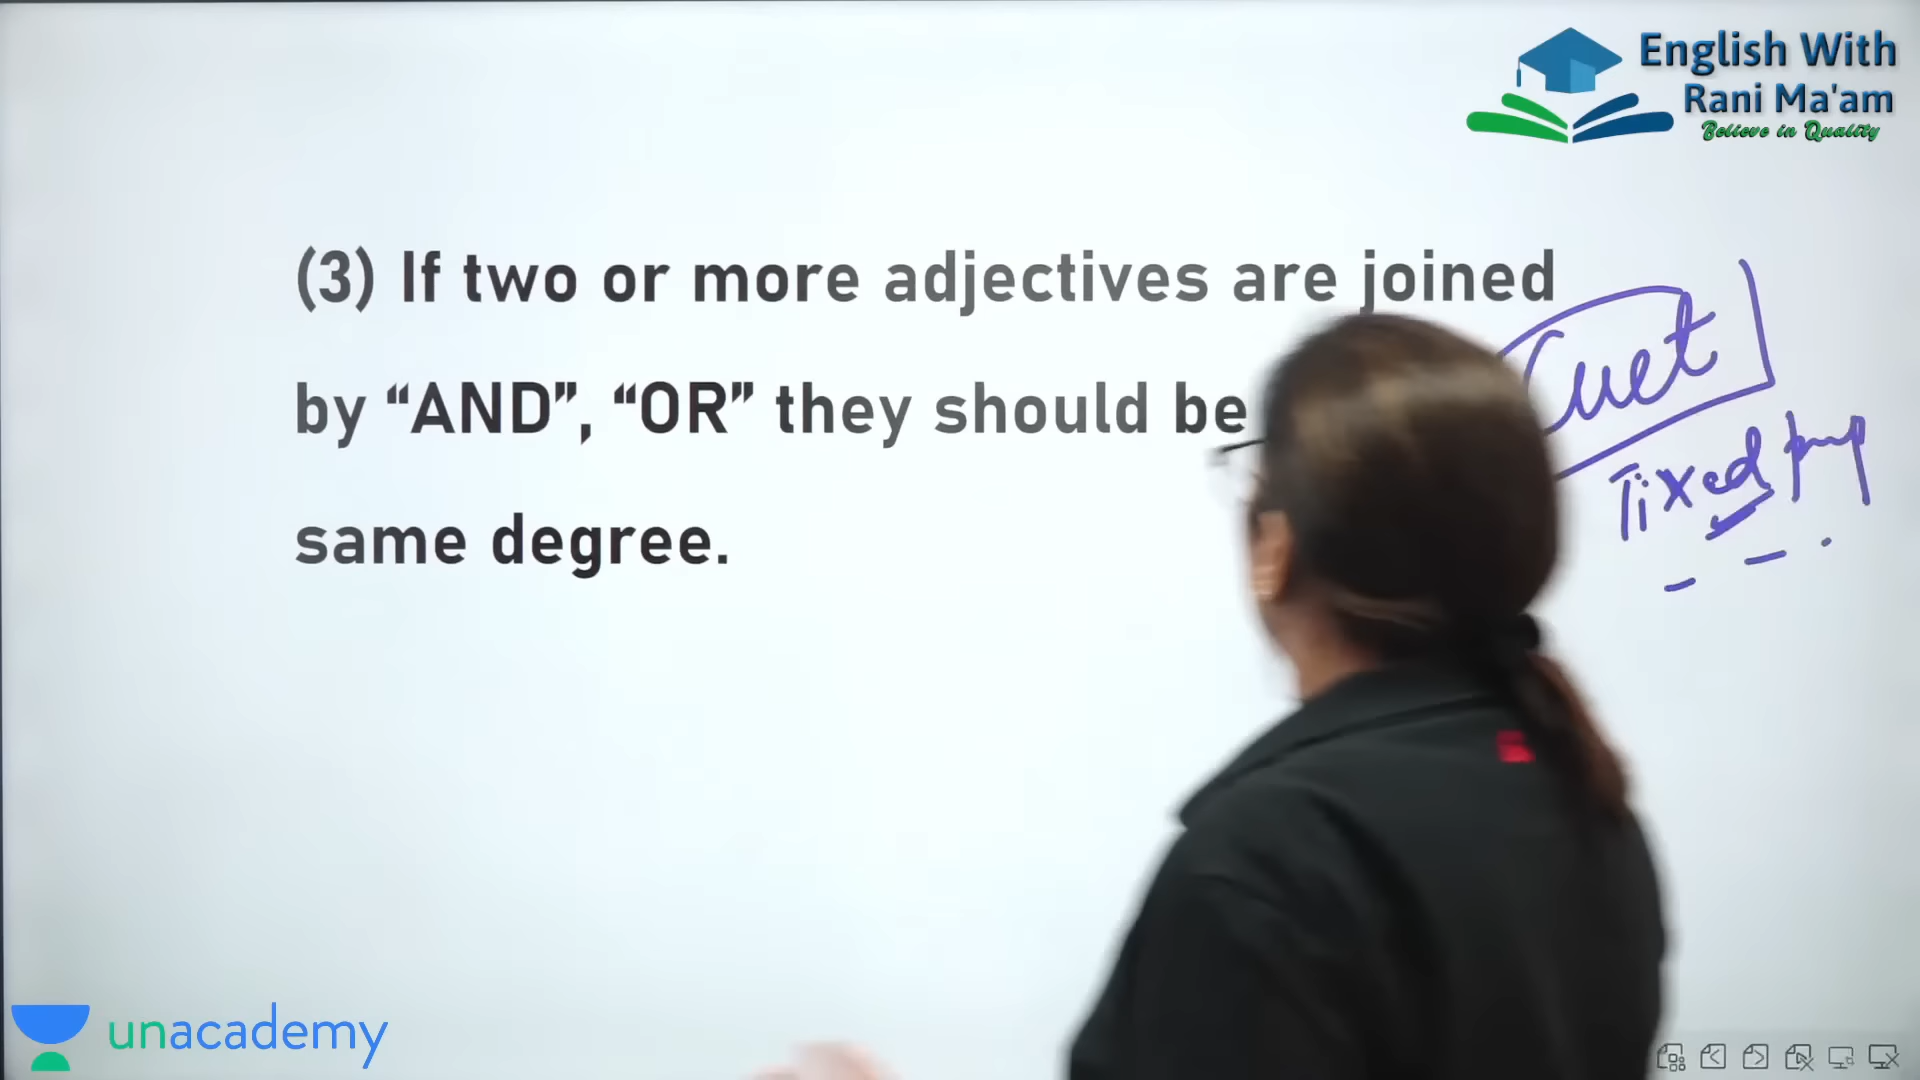 English With
Rani Ma'am
Believe in Quality
(3) If two or more adjectives are joined
by “AND”, “OR” they should be
same degree.
Cuet
Fixed prep
unacademy